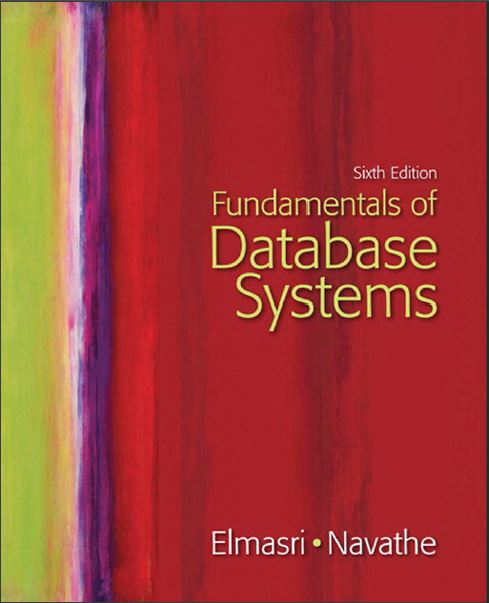 Sixth Edition
Fundamentals of
Database
Systems
Elmasri • Navathe